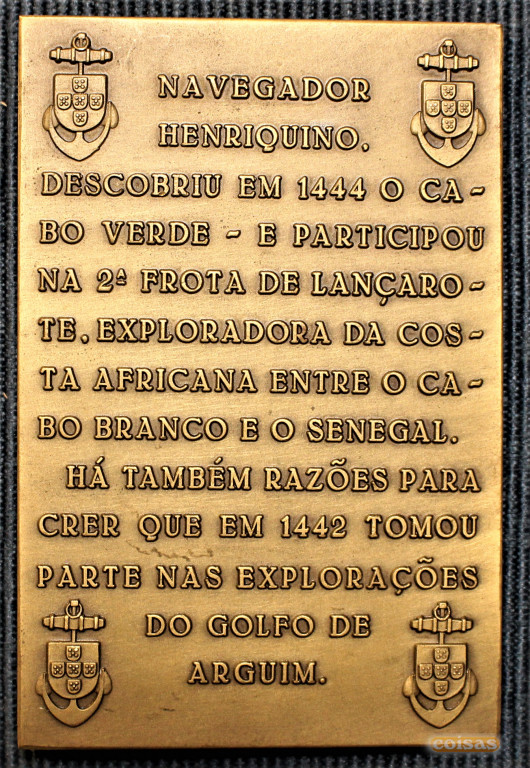 NAVEGADOR
HENRIQUINO.
DESCOBRIU EM 1444 O CA-
BO VERDE - E PARTICIPOU
NA 2ª FROTA DE LANÇARO-
TE, EXPLORADORA DA COS-
TA AFRICANA ENTRE O CA-
BO BRANCO E O SENEGAL.
HÁ TAMBÉM RAZÕES PARA
CRER QUE EM 1442 TOMOU
PARTE NAS EXPLORAÇÕES
DO GOLFO DE
ARGUIM.
coisas